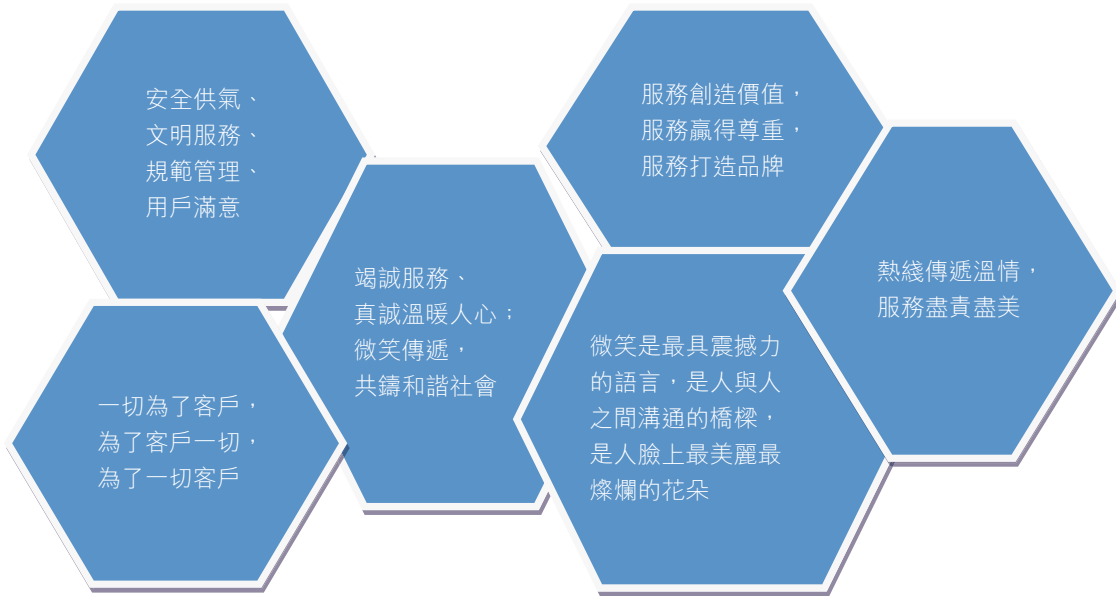 安全供氣、
文明服務、
規範管理、
用戶滿意
一切為了客戶，
為了客戶一切，
為了一切客戶
竭誠服務、
真誠溫暖人心；
微笑傳遞，
共鑄和諧社會
服務創造價值，
服務贏得尊重，
服務打造品牌
微笑是最具震撼力
的語言，是人與人
之間溝通的橋樑，
是人臉上最美麗最
燦爛的花朵
熱綫傳遞溫情，
服務盡責盡美